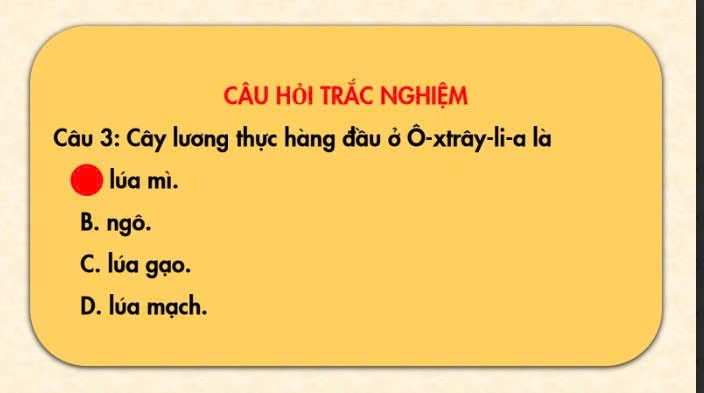 CÂU HỎI TRẮC NGHIỆM
Câu 3: Cây lương thực hàng đầu ở Ô-xtrây-li-a là
lúa mì.
B. ngô.
C. lúa gạo.
D. lúa mạch.